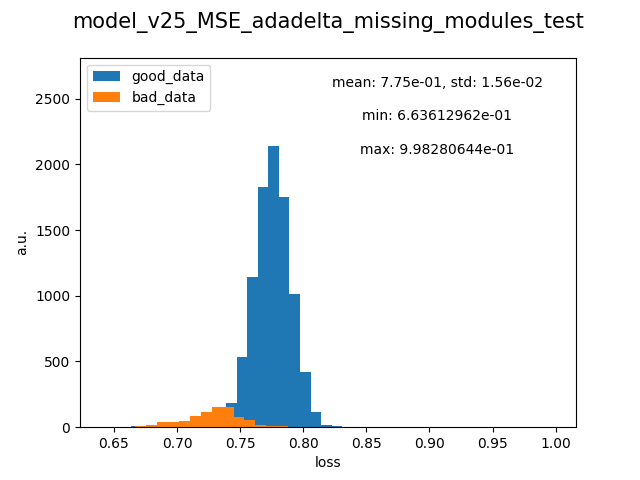 model_v25_MSE_adadelta_missing_modules_test
good_data
bad_data
mean: 7.75e-01, std: 1.56e-02
min: 6.63612962e-01
max: 9.98280644e-01
a.u.
2500
2000
1500
1000
500
0
0.65 0.70 0.75 0.80 0.85 0.90 0.95 1.00
loss